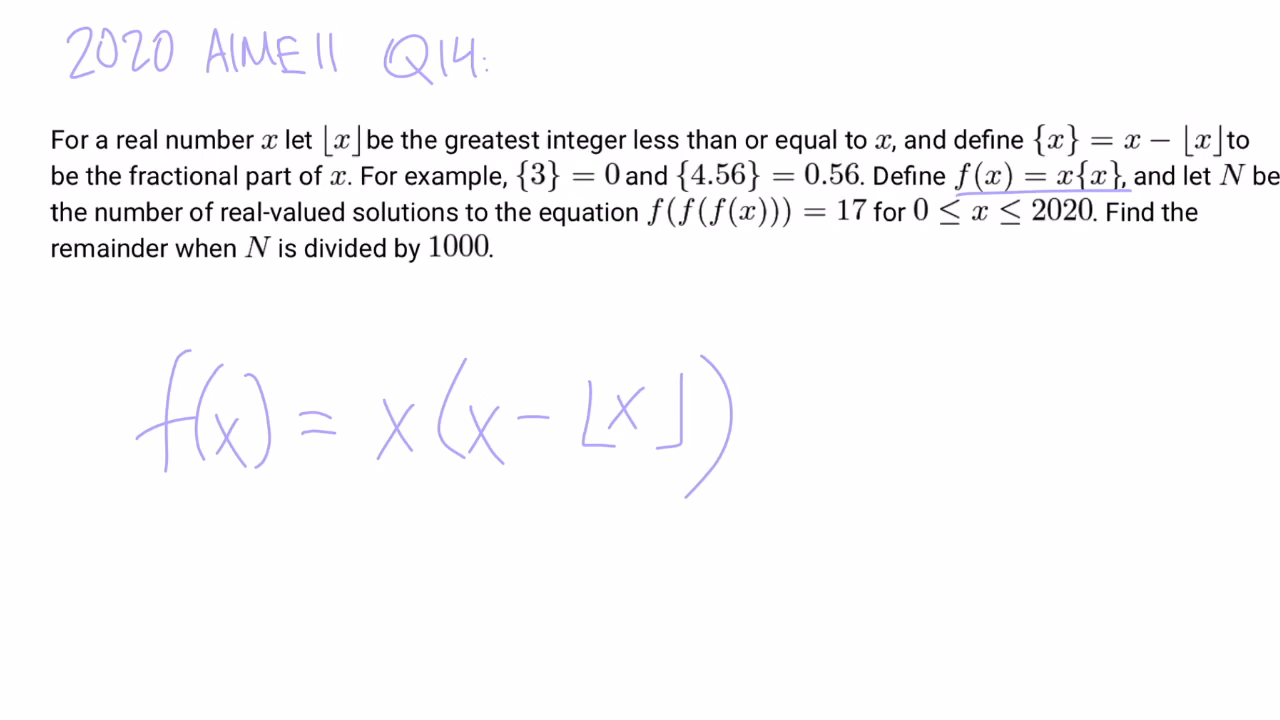 2020 AIME II Q14:
For a real number x let ⌊x⌋ be the greatest integer less than or equal to x, and define {x} = x − ⌊x⌋ to
be the fractional part of x. For example, {3} = 0 and {4.56} = 0.56. Define f(x) = x{x}, and let N be
the number of real-valued solutions to the equation f(f(f(x))) = 17 for 0 ≤ x ≤ 2020. Find the
remainder when N is divided by 1000.
f(x) = x(x − ⌊x⌋)